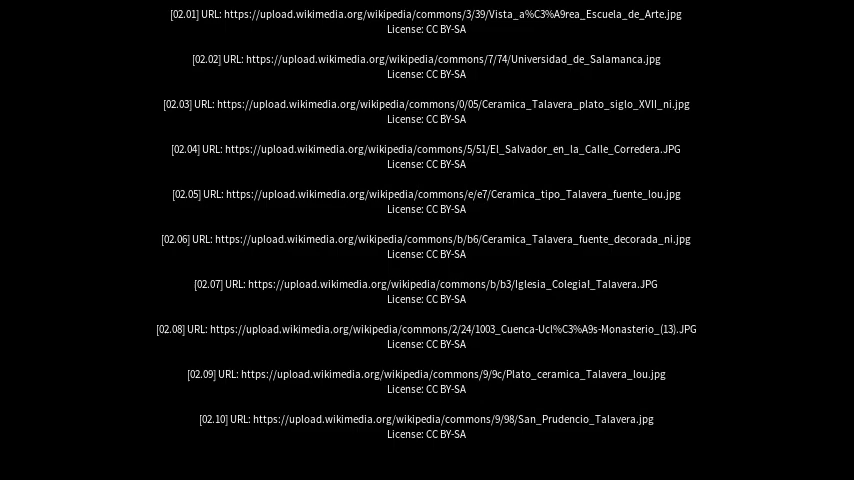 [02.01] URL: https://upload.wikimedia.org/wikipedia/commons/3/39/Vista_a%C3%A9rea_Escuela_de_Arte.jpg
License: CC BY-SA
[02.02] URL: https://upload.wikimedia.org/wikipedia/commons/7/74/Universidad_de_Salamanca.jpg
License: CC BY-SA
[02.03] URL: https://upload.wikimedia.org/wikipedia/commons/0/05/Ceramica_Talavera_plato_siglo_XVII_ni.jpg
License: CC BY-SA
[02.04] URL: https://upload.wikimedia.org/wikipedia/commons/5/51/El_Salvador_en_la_Calle_Corredera.JPG
License: CC BY-SA
[02.05] URL: https://upload.wikimedia.org/wikipedia/commons/e/e7/Ceramica_tipo_Talavera_fuente_lou.jpg
License: CC BY-SA
[02.06] URL: https://upload.wikimedia.org/wikipedia/commons/b/b6/Ceramica_Talavera_fuente_decorada_ni.jpg
License: CC BY-SA
[02.07] URL: https://upload.wikimedia.org/wikipedia/commons/b/b3/Iglesia_Colegial_Talavera.JPG
License: CC BY-SA
[02.08] URL: https://upload.wikimedia.org/wikipedia/commons/2/24/1003_Cuenca-Ucl%C3%A9s-Monasterio_(13).JPG
License: CC BY-SA
[02.09] URL: https://upload.wikimedia.org/wikipedia/commons/9/9c/Plato_ceramica_Talavera_lou.jpg
License: CC BY-SA
[02.10] URL: https://upload.wikimedia.org/wikipedia/commons/9/98/San_Prudencio_Talavera.jpg
License: CC BY-SA